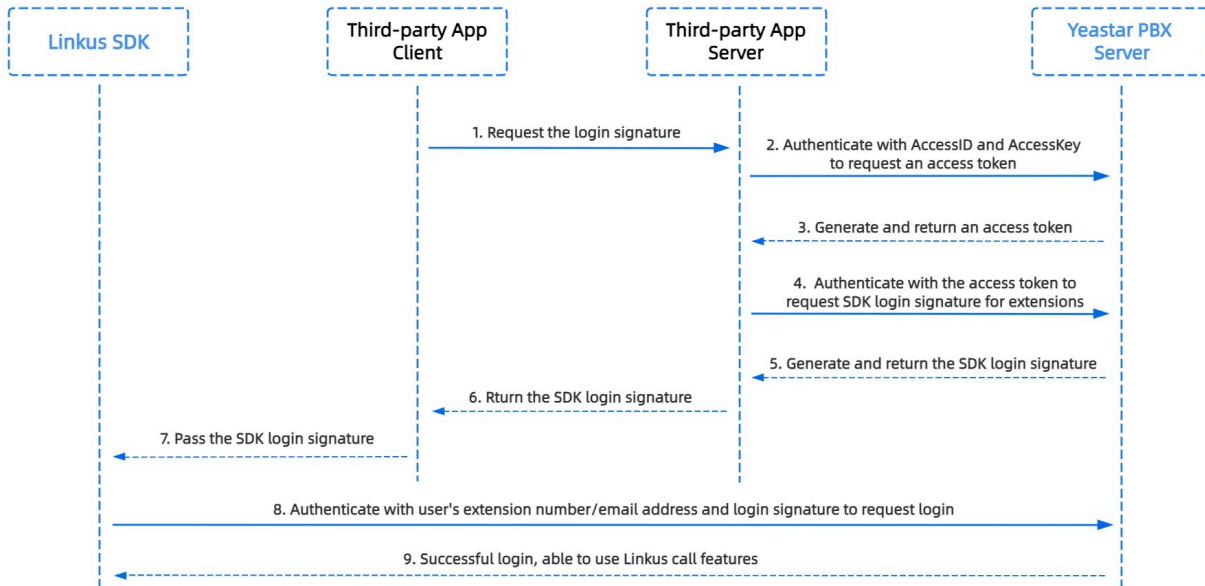 Linkus SDK
Third-party App
Client
Third-party App
Server
Yeastar PBX
Server
1. Request the login signature
2. Authenticate with AccessID and AccessKey
to request an access token
3. Generate and return an access token
4. Authenticate with the access token to
request SDK login signature for extensions
5. Generate and return the SDK login signature
6. Rturn the SDK login signature
7. Pass the SDK login signature
8. Authenticate with user's extension number/email address and login signature to request login
9. Successful login, able to use Linkus call features